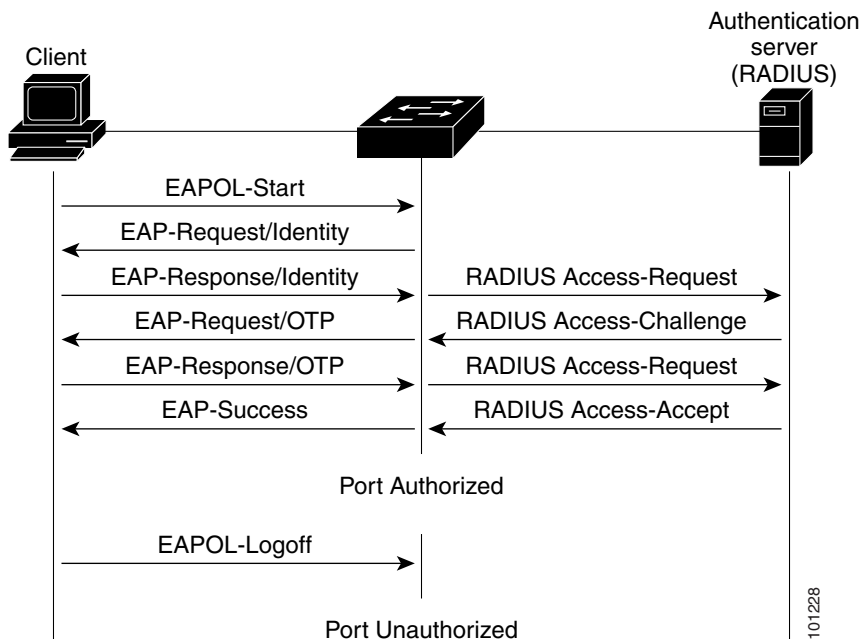 Authentication
server
(RADIUS)
Client
EAPOL-Start
EAP-Request/Identity
EAP-Response/Identity
RADIUS Access-Request
EAP-Request/OTP
RADIUS Access-Challenge
EAP-Response/OTP
RADIUS Access-Request
EAP-Success
RADIUS Access-Accept
Port Authorized
EAPOL-Logoff
Port Unauthorized
101228